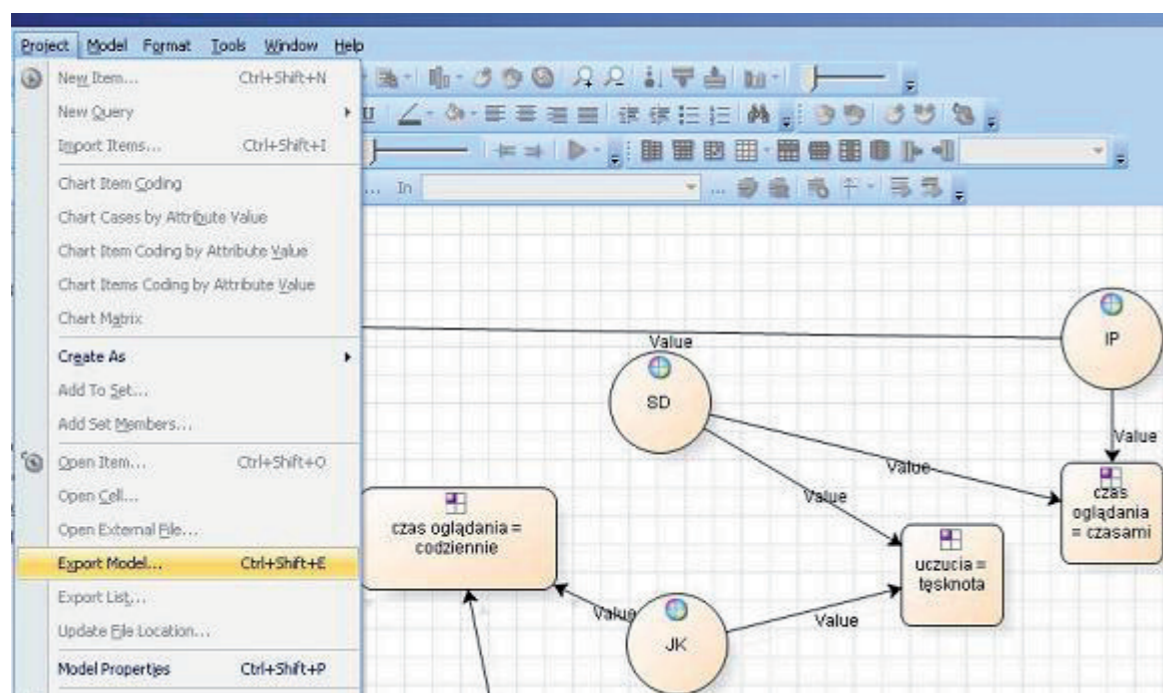 Project Model Format Tools Window Help
New Item... Ctrl+Shift+N
New Query
Import Items... Ctrl+Shift+I
Chart Item Coding
Chart Cases by Attribute Value
Chart Item Coding by Attribute Value
Chart Items Coding by Attribute Value
Chart Matrix
Create As
Add To Set...
Add Set Members...
Open Item... Ctrl+Shift+O
Open Cell...
Open External File...
Export Model... Ctrl+Shift+E
Export List...
Update File Location...
Model Properties Ctrl+Shift+P
U
... In
...
Value
IP
SD
Value
Value
Value
czas
oglądania
= czasami
czas oglądania =
codziennie
uczucia =
tęsknota
Value
Value
JK